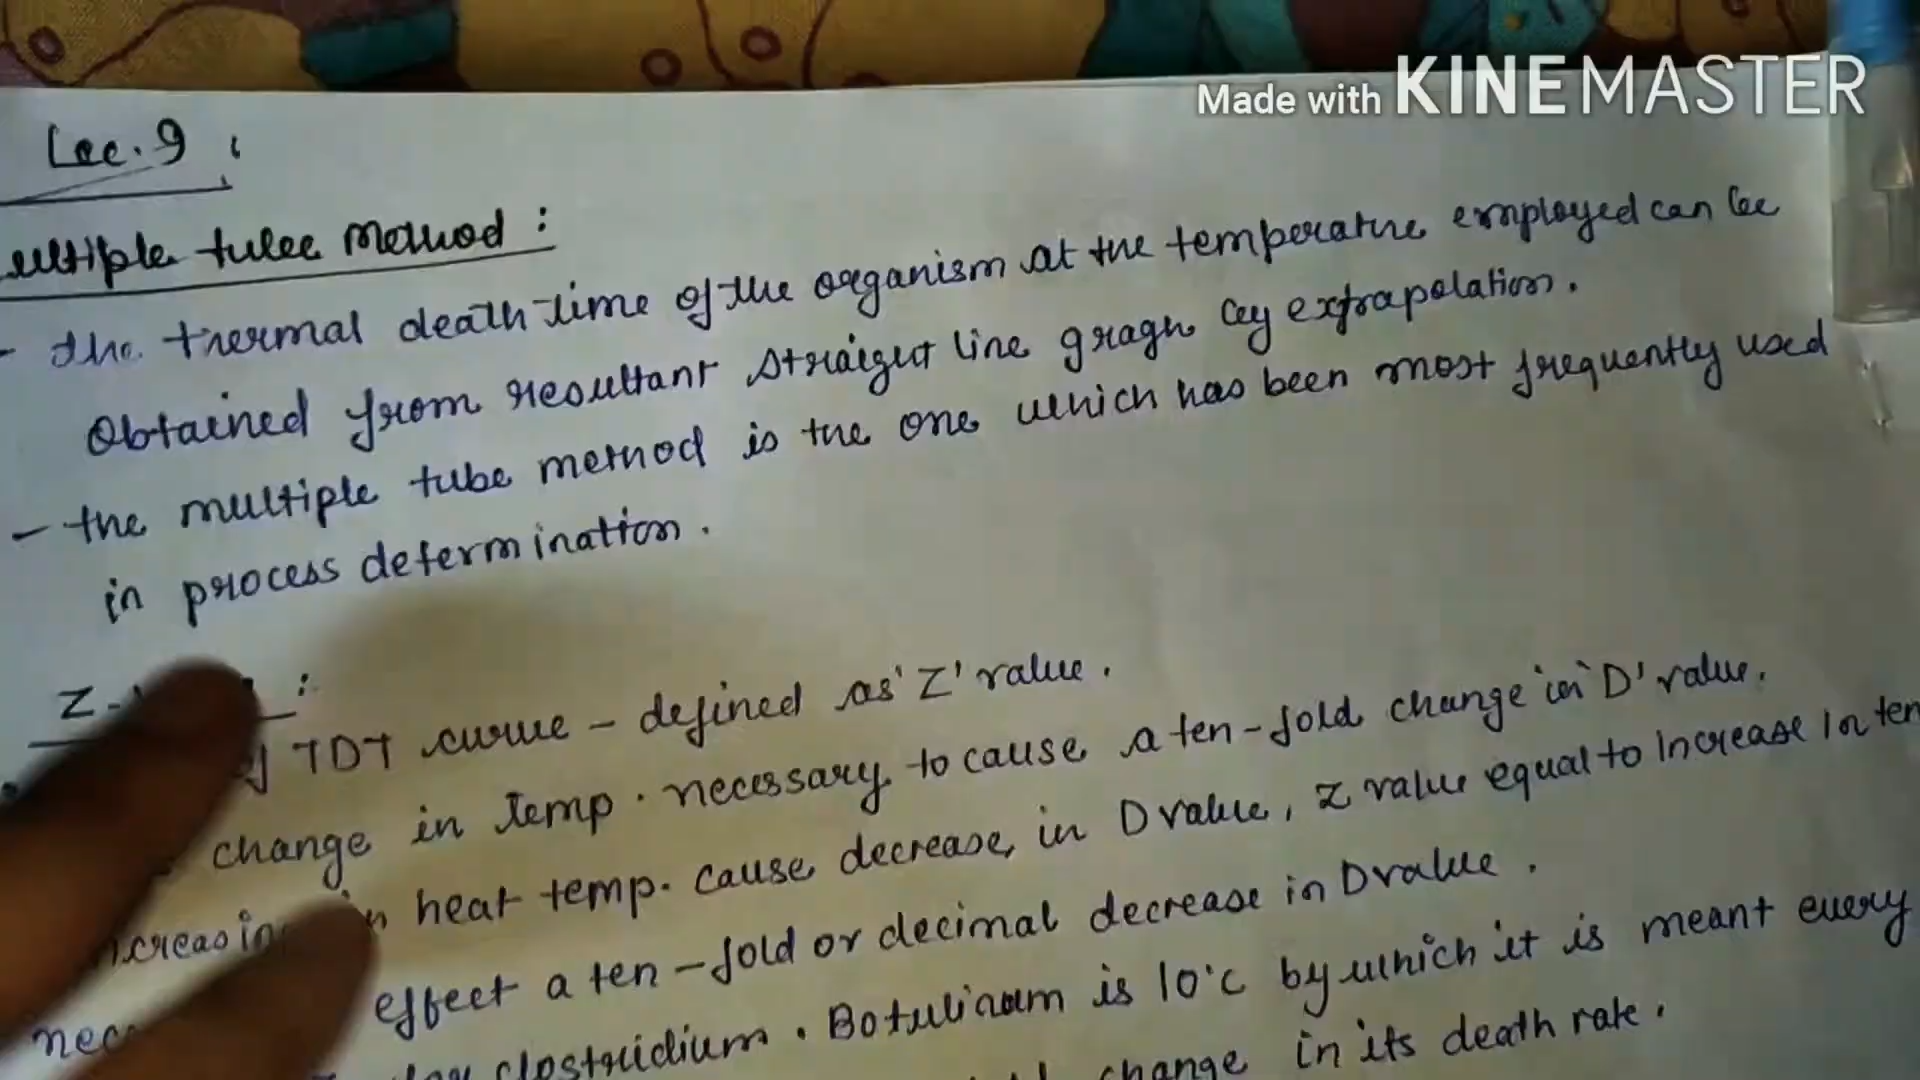 Made with KINEMASTER
Lec. 9 :
multiple tube method :
- the thermal death time of the organism at the temperature employed can be
obtained from resultant straight line graph by extrapolation.
- the multiple tube method is the one which has been most frequently used
in process determination.
Z- :
of TDT curve - defined as 'Z' value.
change in temp. necessary to cause a ten-fold change in 'D' value.
increasing in heat temp. cause decrease in D value, Z value equal to increase in ten
effect a ten-fold or decimal decrease in D value.
for clostridium. Botulinum is 10°C by which it is meant every
change in its death rate.